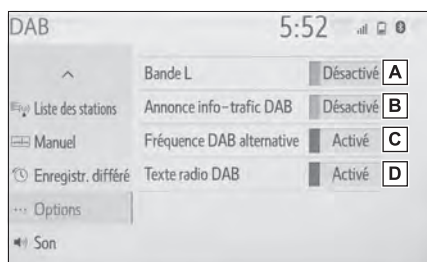 DAB 5:52
Bande L Désactivé A
Liste des stations Annonce info-trafic DAB Désactivé B
Manuel Fréquence DAB alternative Activé C
Enregistr. différé Texte radio DAB Activé D
Options
Son